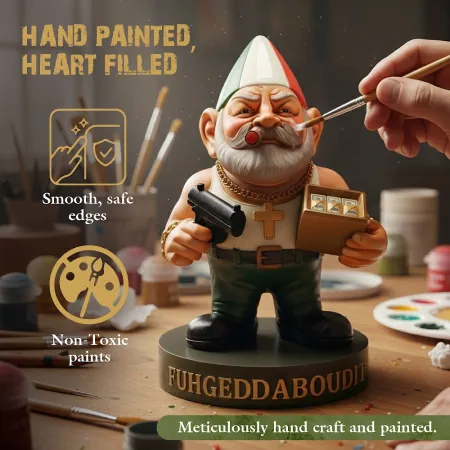 HAND PAINTED,
HEART FILLED
Smooth, safe
edges
Non-Toxic
paints
FUHGEDDABOUDIT
Meticulously hand craft and painted.